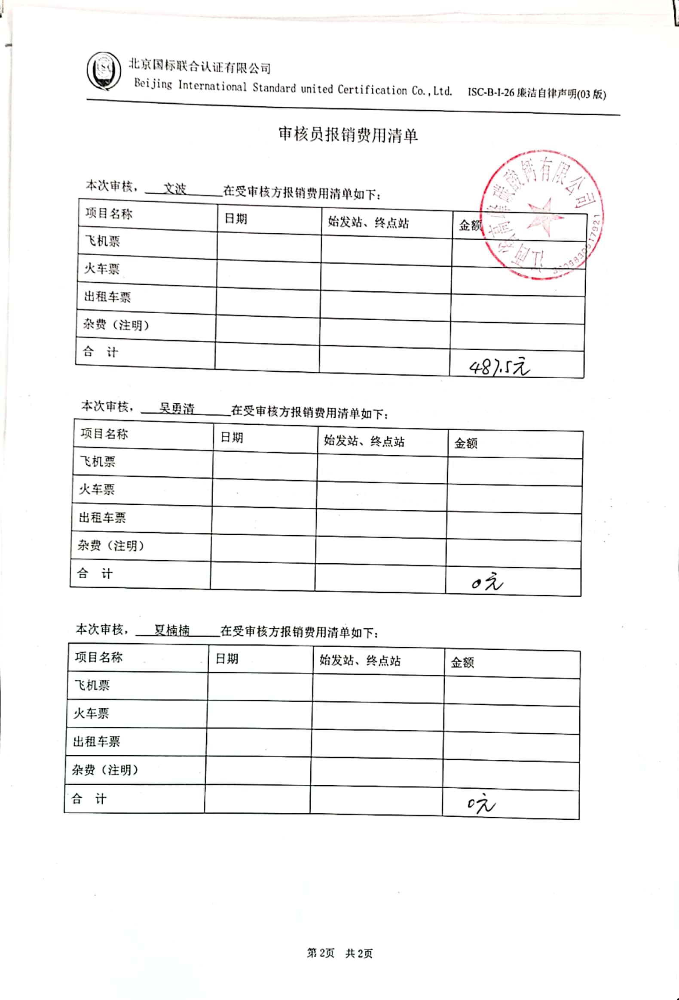 北京国标联合认证有限公司
Beijing International Standard united Certification Co.,Ltd. ISC-B-I-26 廉洁自律声明(03 版)
审核员报销费用清单
本次审核, 文波 在受审核方报销费用清单如下:
项目名称 日期 始发站、终点站 金额
飞机票
火车票
出租车票
杂费（注明）
合 计 487.5元
本次审核, 吴勇清 在受审核方报销费用清单如下:
项目名称 日期 始发站、终点站 金额
飞机票
火车票
出租车票
杂费（注明）
合 计 0元
本次审核, 夏楠楠 在受审核方报销费用清单如下:
项目名称 日期 始发站、终点站 金额
飞机票
火车票
出租车票
杂费（注明）
合 计 0元
第 2页 共 2页